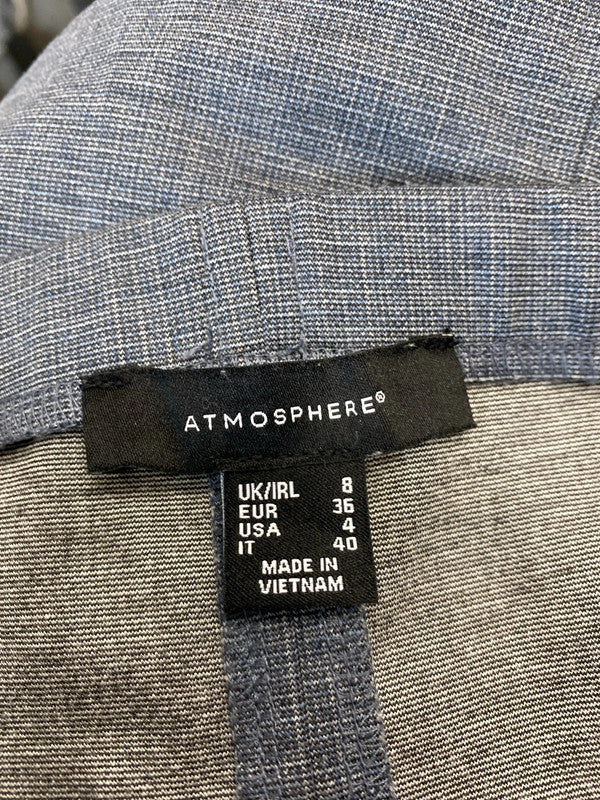 ATMOSPHERE®
UK/IRL 8
EUR 36
USA 4
IT 40
MADE IN
VIETNAM